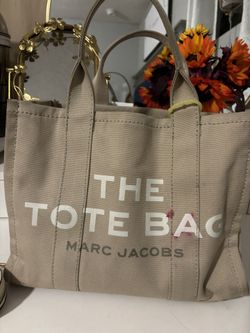 THE
TOTE BAG
MARC JACOBS